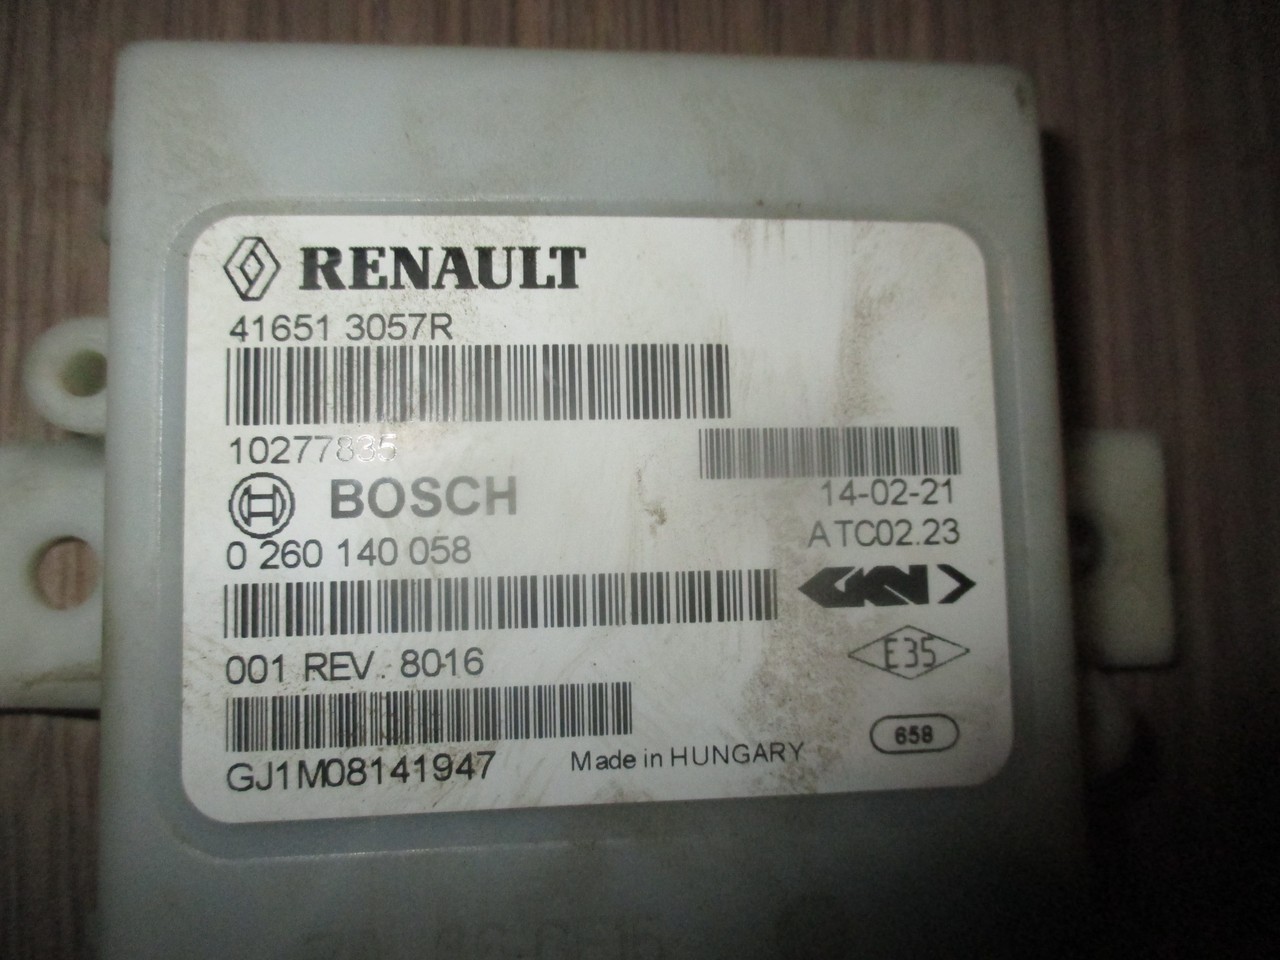 RENAULT
41651 3057R
10277835
BOSCH
14-02-21
0 260 140 058
ATC02.23
GKN
001 REV. 8016
E35
GJ1M08141947
Made in HUNGARY
658